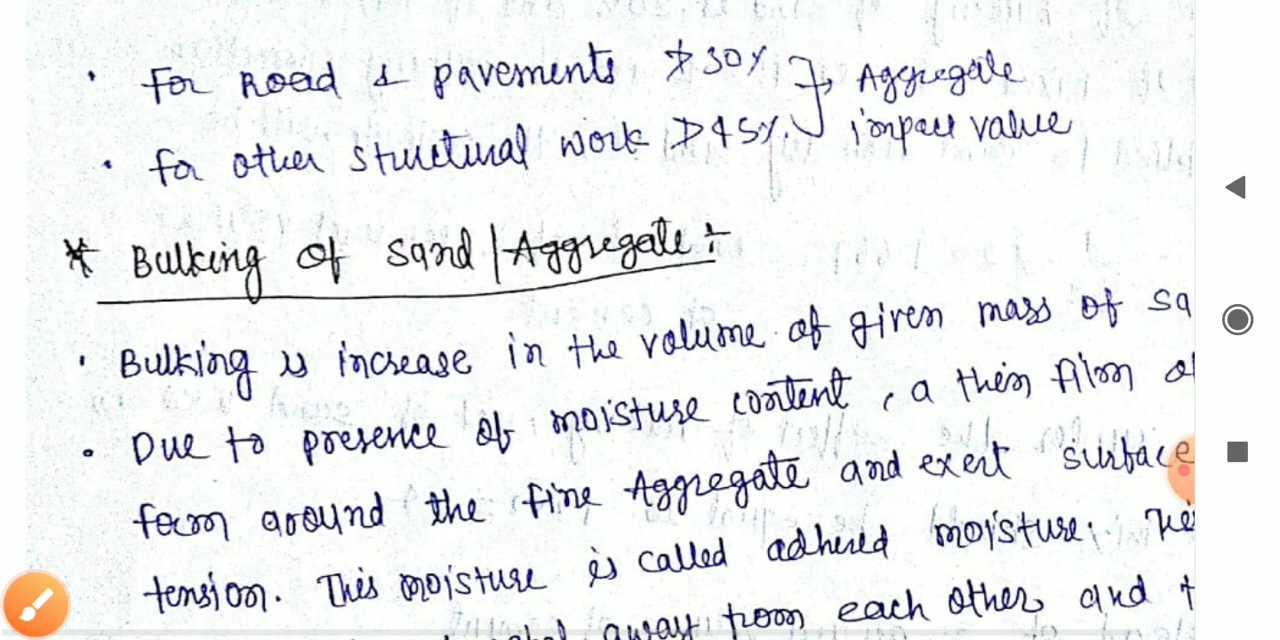 • For Road & pavements ≯ 30% } → Aggregate
• for other structural work ≯ 45% impact value
* Bulking of Sand | Aggregate :-
• Bulking is increase in the volume of given mass of sa
• Due to presence of moisture content, a thin film o
form around the fine Aggregate and exert surface
tension. This moisture is called adhered moisture.
away from each other and t